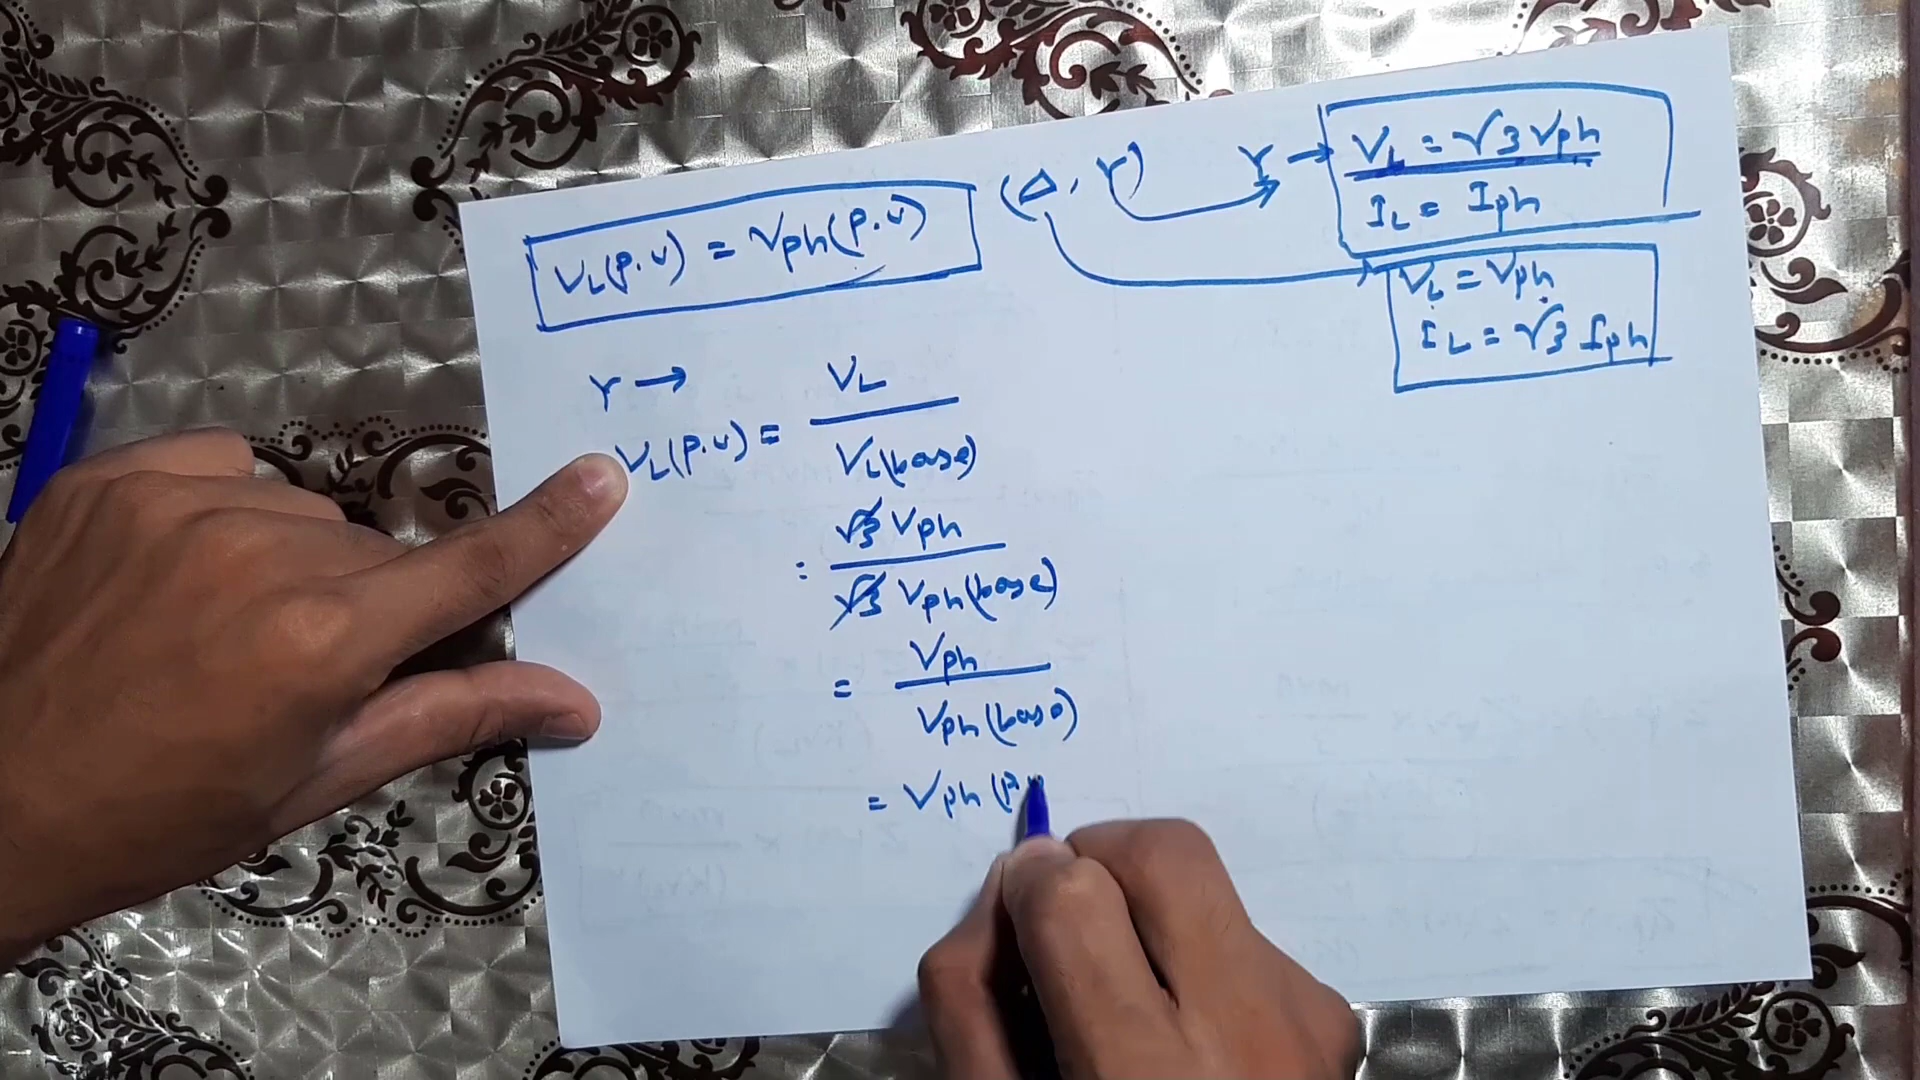 VL(p.u) = Vph(p.u) (Δ, Y) Y → VL = √3 Vph
IL = Iph
VL = Vph
IL = √3 Iph
Y →
VL(p.u) = VL / VL(base)
= √3 Vph / √3 Vph(base)
= Vph / Vph(base)
= Vph (p.